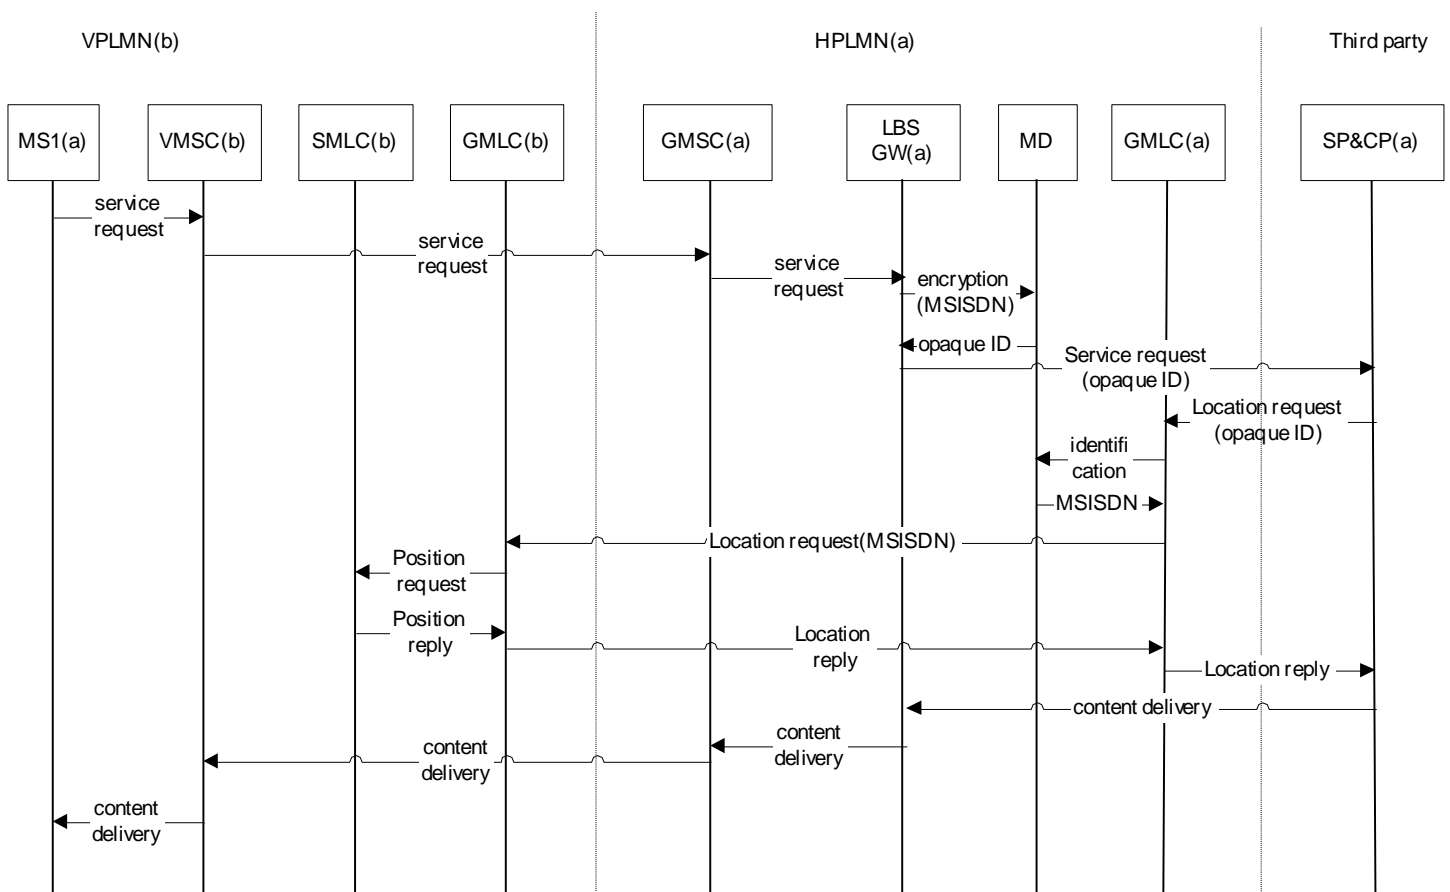 VPLMN(b)
HPLMN(a)
Third party
MS1(a)
VMSC(b)
SMLC(b)
GMLC(b)
GMSC(a)
LBS
GW(a)
MD
GMLC(a)
SP&CP(a)
service
request
service
request
service
request
encryption
(MSISDN)
opaque ID
Service request
(opaque ID)
Location request
(opaque ID)
identifi
cation
MSISDN
Location request(MSISDN)
Position
request
Position
reply
Location
reply
Location reply
content delivery
content
delivery
content
delivery
content
delivery